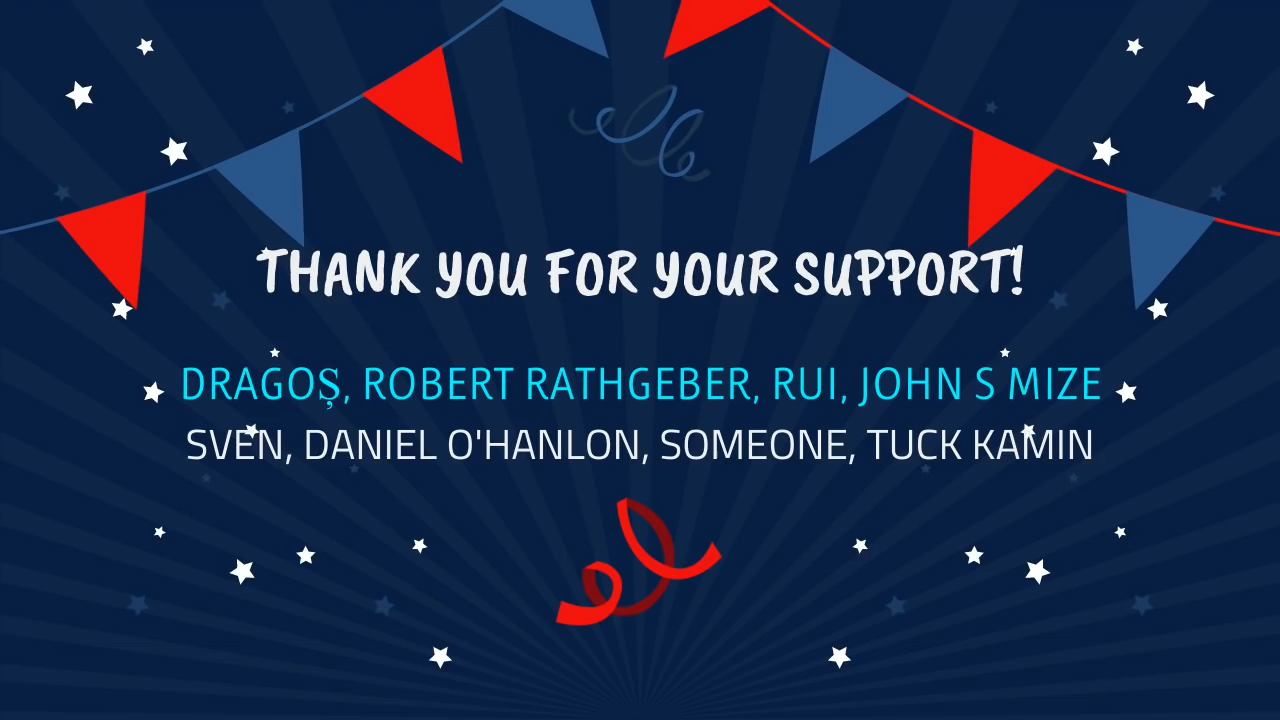 THANK YOU FOR YOUR SUPPORT!
DRAGOȘ, ROBERT RATHGEBER, RUI, JOHN S MIZE
SVEN, DANIEL O'HANLON, SOMEONE, TUCK KAMIN